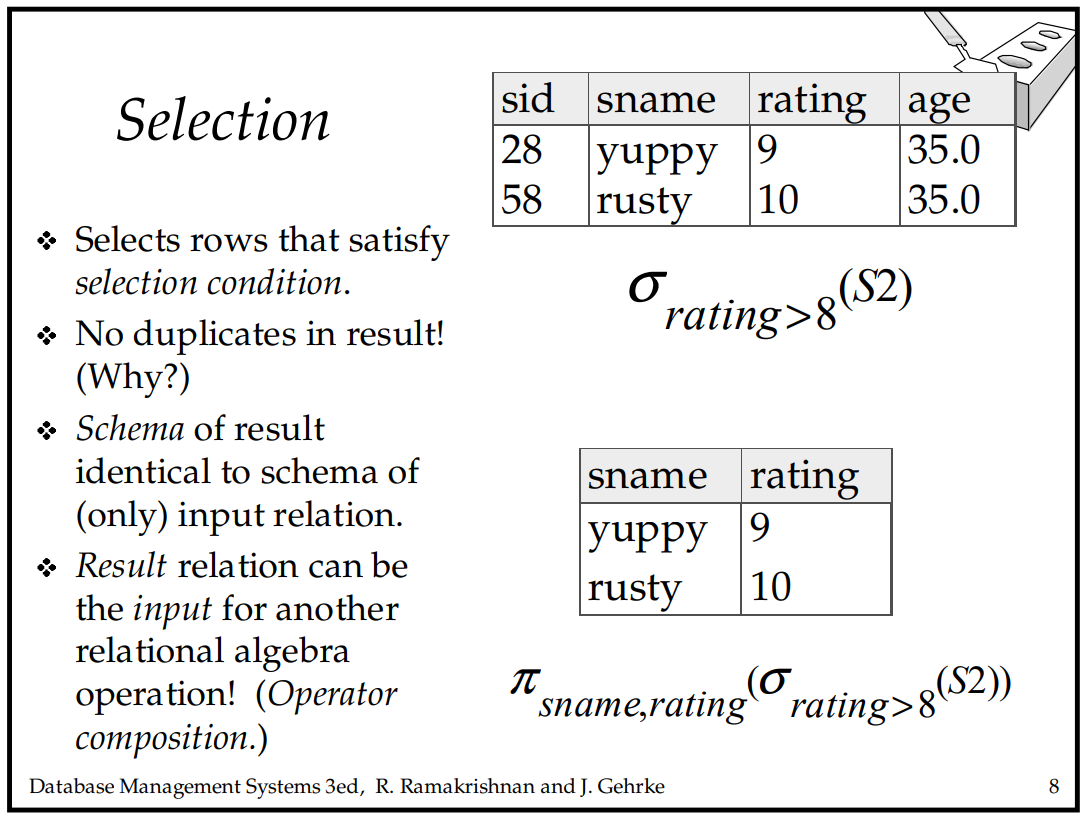 Selection
❖ Selects rows that satisfy
selection condition.
❖ No duplicates in result!
(Why?)
❖ Schema of result
identical to schema of
(only) input relation.
❖ Result relation can be
the input for another
relational algebra
operation! (Operator
composition.)
sid sname rating age
28 yuppy 9 35.0
58 rusty 10 35.0
σ rating>8 (S2)
sname rating
yuppy 9
rusty 10
π sname,rating (σ rating>8 (S2))
Database Management Systems 3ed, R. Ramakrishnan and J. Gehrke 8